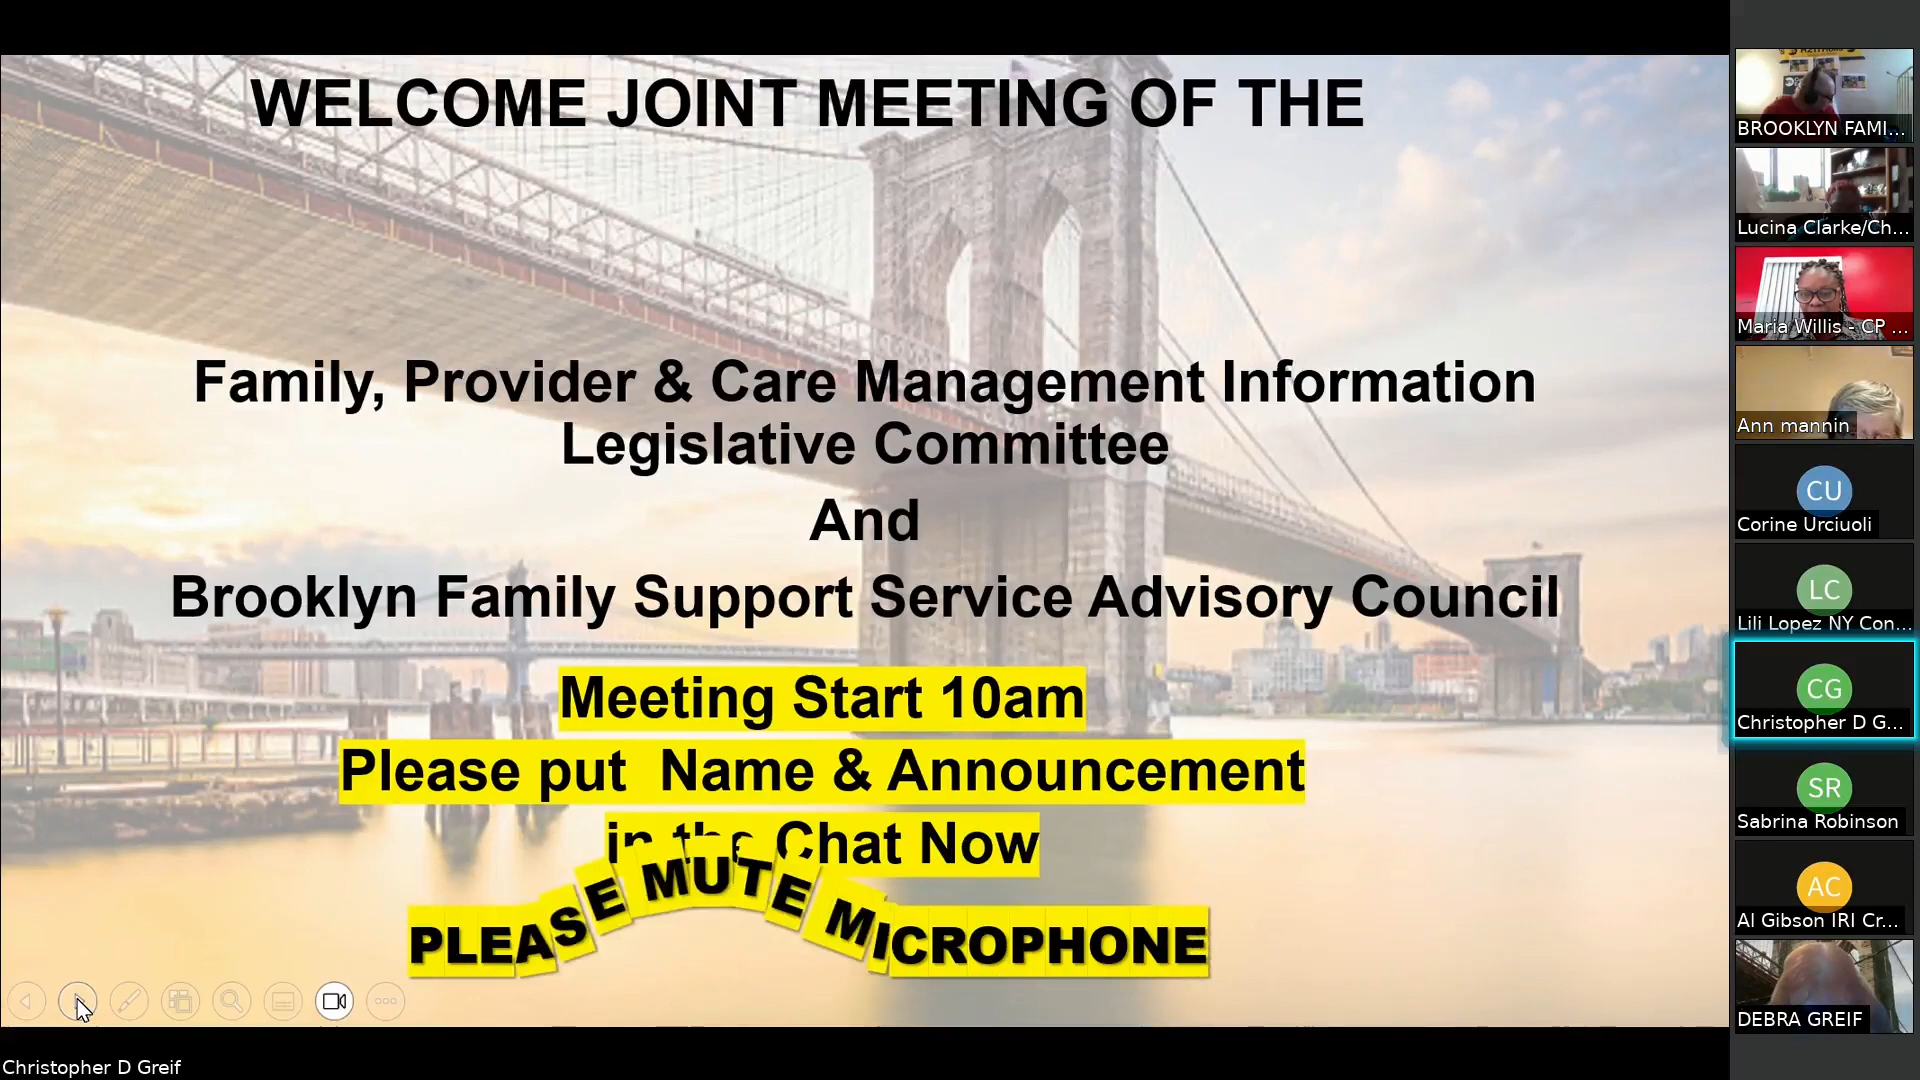 WELCOME JOINT MEETING OF THE
Family, Provider & Care Management Information
Legislative Committee
And
Brooklyn Family Support Service Advisory Council
Meeting Start 10am
Please put  Name & Announcement
in the Chat Now
PLEASE MUTE MICROPHONE
Christopher D Greif
BROOKLYN FAMI...
Lucina Clarke/Ch...
Maria Willis - CP ...
Ann mannin
CU
Corine Urciuoli
LC
Lili Lopez NY Con...
CG
Christopher D G...
SR
Sabrina Robinson
AC
Al Gibson IRI Cr...
DEBRA GREIF